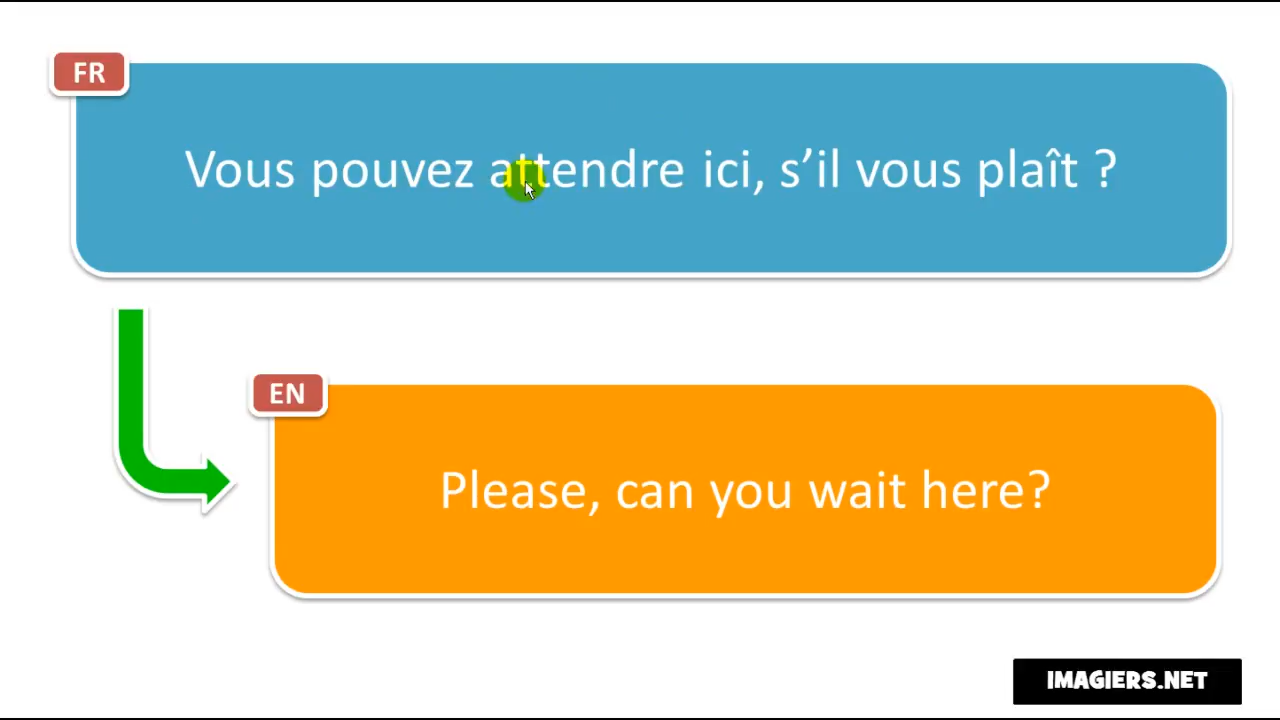 FR
Vous pouvez attendre ici, s’il vous plaît ?
EN
Please, can you wait here?
IMAGIERS.NET